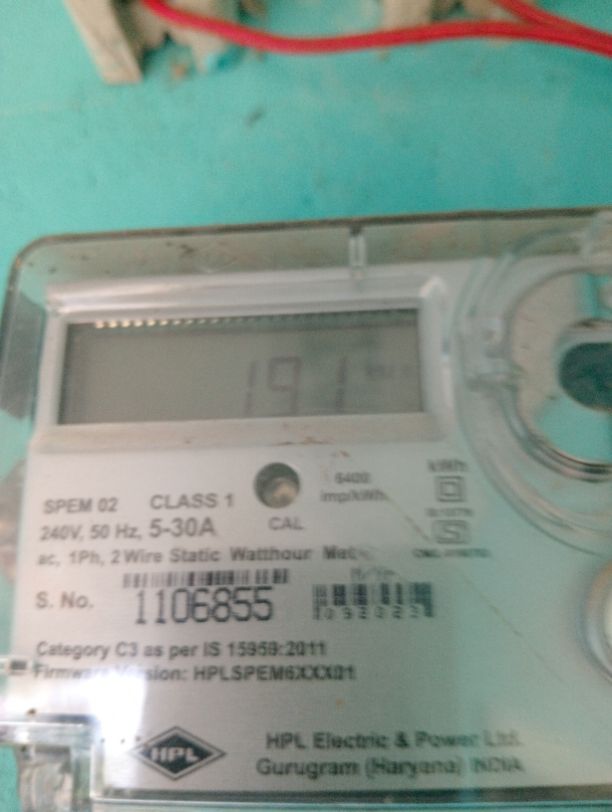 191
6400
imp/kWh
kWh
SPEM 02 CLASS 1
240V, 50 Hz, 5-30A
CAL
ac, 1Ph, 2 Wire Static Watthour
S. No. 1106855
092023
Category C3 as per IS 15959:2011
Firmware Version: HPLSPEM6XXX01
HPL
HPL Electric & Power Ltd.
Gurugram (Haryana) INDIA